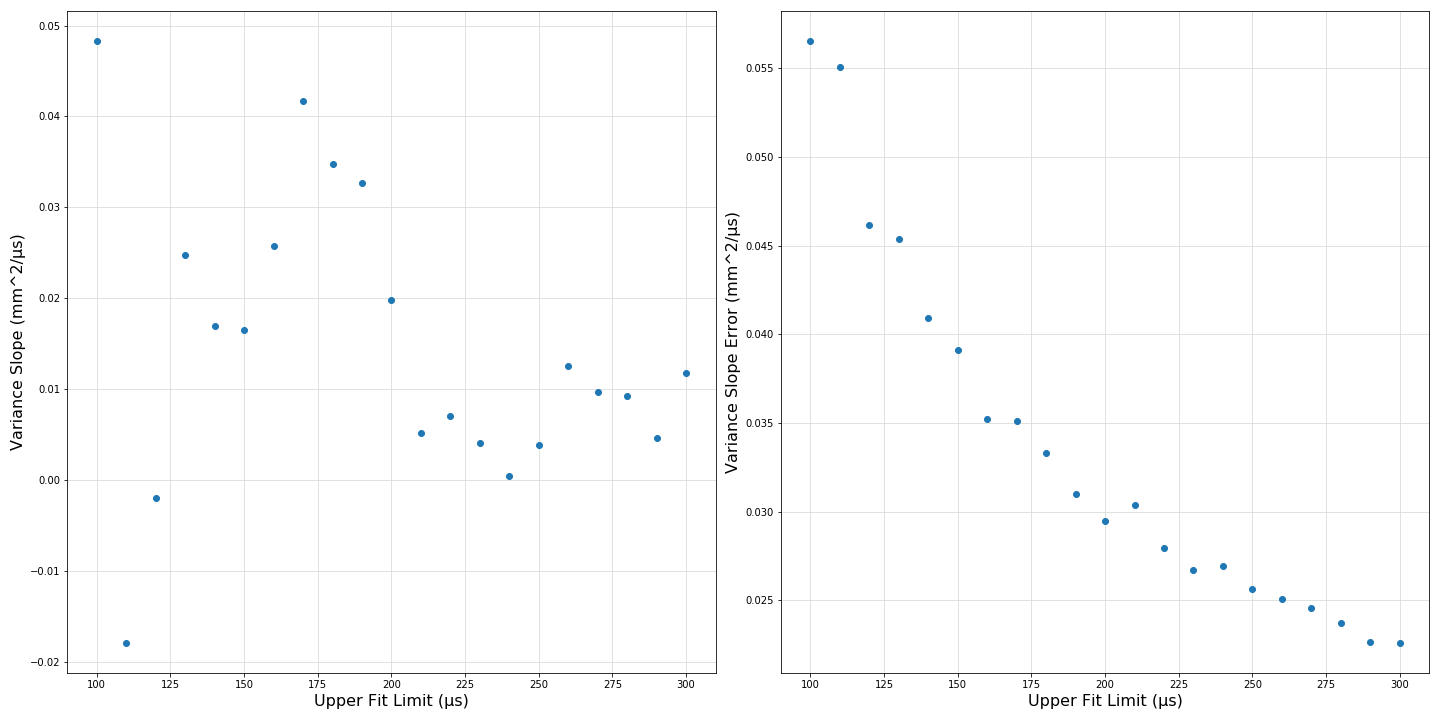 0.05
0.04
0.03
0.02
0.01
0.00
−0.01
−0.02
Variance Slope (mm^2/μs)
100 125 150 175 200 225 250 275 300
Upper Fit Limit (μs)
0.055
0.050
0.045
0.040
0.035
0.030
0.025
Variance Slope Error (mm^2/μs)
100 125 150 175 200 225 250 275 300
Upper Fit Limit (μs)